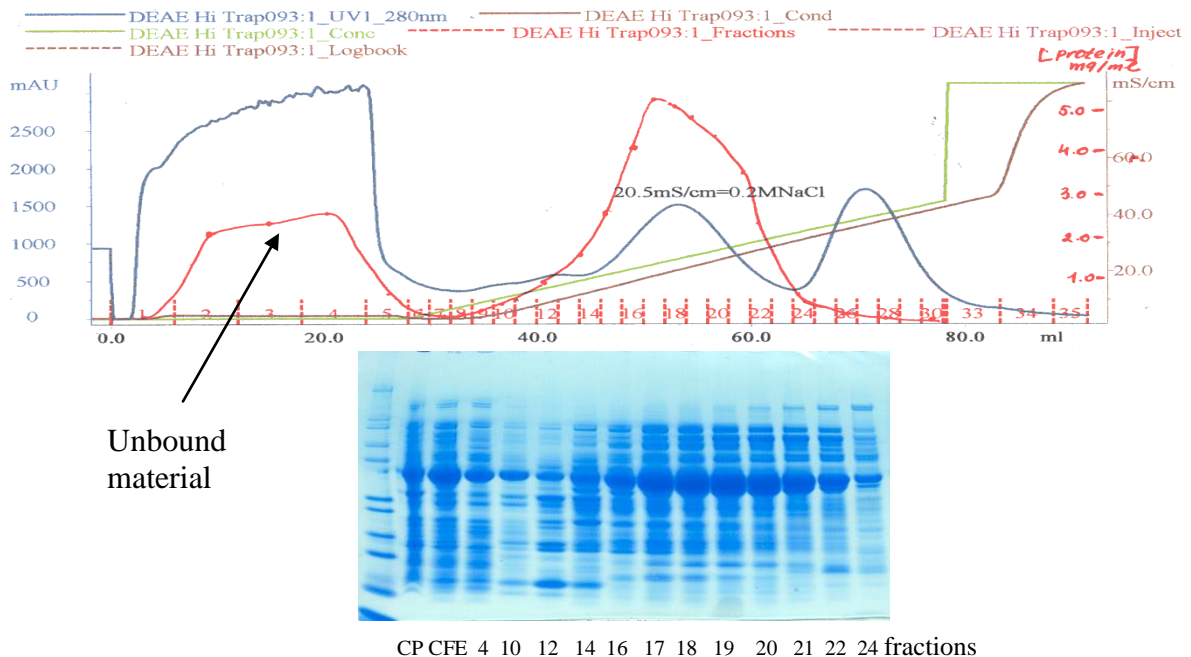 DEAE Hi Trap093:1_UV1_280nm DEAE Hi Trap093:1_Cond
DEAE Hi Trap093:1_Conc DEAE Hi Trap093:1_Fractions DEAE Hi Trap093:1_Inject
DEAE Hi Trap093:1_Logbook
[protein]
mg/ml
mAU
mS/cm
2500
2000
1500
1000
500
0
5.0
4.0
3.0
2.0
1.0
60.0
40.0
20.0
20.5mS/cm=0.2MNaCl
1 2 3 4 5 10 12 14 16 18 20 22 24 26 28 30 33 34 35
0.0 20.0 40.0 60.0 80.0 ml
Unbound
material
CP CFE 4 10 12 14 16 17 18 19 20 21 22 24 fractions